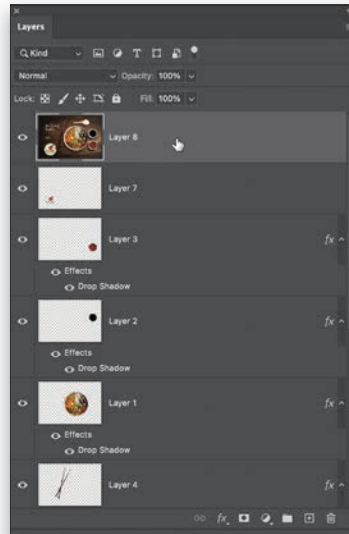 Layers
Kind
Normal Opacity: 100%
Lock: Fill: 100%
Layer 8
Layer 7
Layer 3 fx
Effects
Drop Shadow
Layer 2 fx
Effects
Drop Shadow
Layer 1 fx
Effects
Drop Shadow
Layer 4 fx
fx